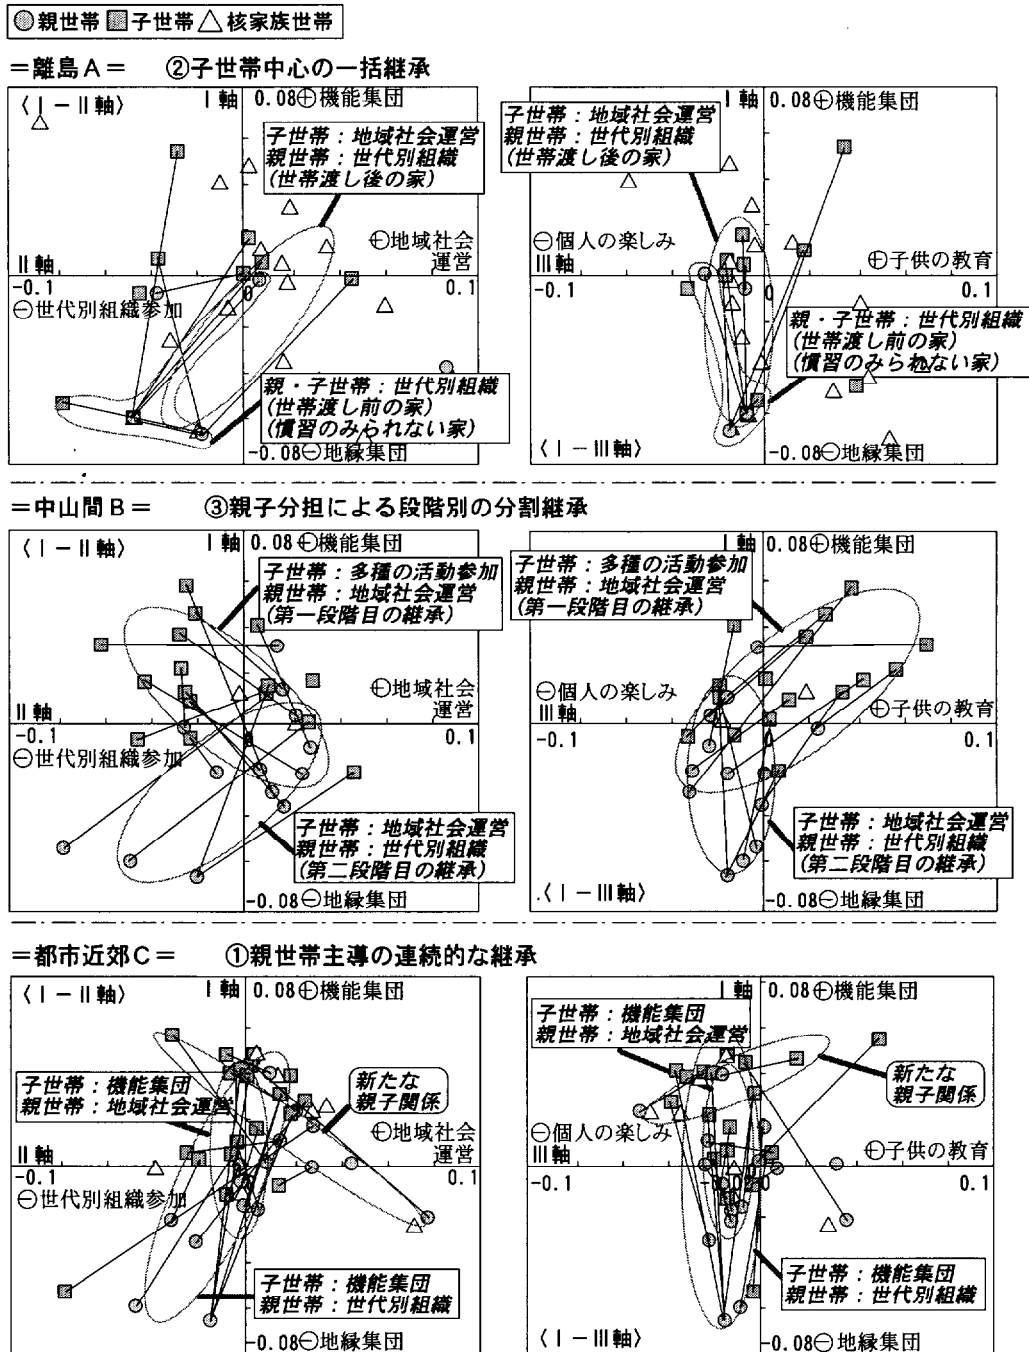 親世帯 子世帯 核家族世帯
=離島A= ②子世帯中心の一括継承
〈Ⅰ-Ⅱ軸〉
Ⅰ軸
0.08⊕機能集団
子世帯:地域社会運営
親世帯:世代別組織
(世帯渡し後の家)
⊕地域社会
運営
Ⅱ軸
-0.1
0
0.1
⊖世代別組織参加
親・子世帯:世代別組織
(世帯渡し前の家)
(慣習のみられない家)
-0.08⊖地縁集団
Ⅰ軸
0.08⊕機能集団
子世帯:地域社会運営
親世帯:世代別組織
(世帯渡し後の家)
⊖個人の楽しみ
Ⅲ軸
⊕子供の教育
-0.1
0
0.1
親・子世帯:世代別組織
(世帯渡し前の家)
(慣習のみられない家)
〈Ⅰ-Ⅲ軸〉
-0.08⊖地縁集団
=中山間B= ③親子分担による段階別の分割継承
〈Ⅰ-Ⅱ軸〉
Ⅰ軸
0.08⊕機能集団
子世帯:多種の活動参加
親世帯:地域社会運営
(第一段階目の継承)
⊕地域社会
運営
Ⅱ軸
-0.1
0.1
⊖世代別組織参加
子世帯:地域社会運営
親世帯:世代別組織
(第二段階目の継承)
-0.08⊖地縁集団
Ⅰ軸
0.08⊕機能集団
子世帯:多種の活動参加
親世帯:地域社会運営
(第一段階目の継承)
⊖個人の楽しみ
Ⅲ軸
⊕子供の教育
-0.1
0
0.1
子世帯:地域社会運営
親世帯:世代別組織
(第二段階目の継承)
〈Ⅰ-Ⅲ軸〉
-0.08⊖地縁集団
=都市近郊C= ①親世帯主導の連続的な継承
〈Ⅰ-Ⅱ軸〉
Ⅰ軸
0.08⊕機能集団
子世帯:機能集団
親世帯:地域社会運営
新たな
親子関係
⊕地域社会
運営
Ⅱ軸
-0.1
0.1
⊖世代別組織参加
子世帯:機能集団
親世帯:世代別組織
-0.08⊖地縁集団
Ⅰ軸
0.08⊕機能集団
子世帯:機能集団
親世帯:地域社会運営
新たな
親子関係
⊖個人の楽しみ
⊕子供の教育
Ⅲ軸
-0.1
0.1
子世帯:機能集団
親世帯:世代別組織
〈Ⅰ-Ⅲ軸〉
-0.08⊖地縁集団